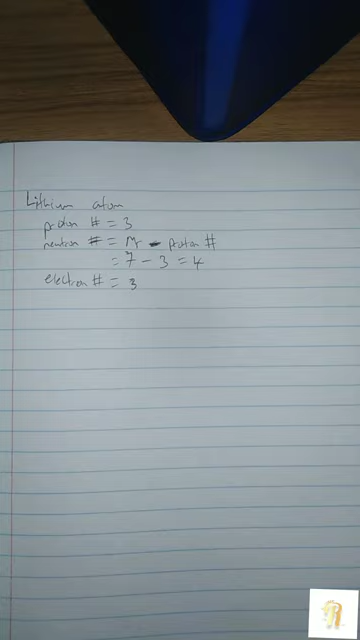 Lithium atom
proton # = 3
neutron # = Mr - proton #
= 7 - 3 = 4
electron # = 3